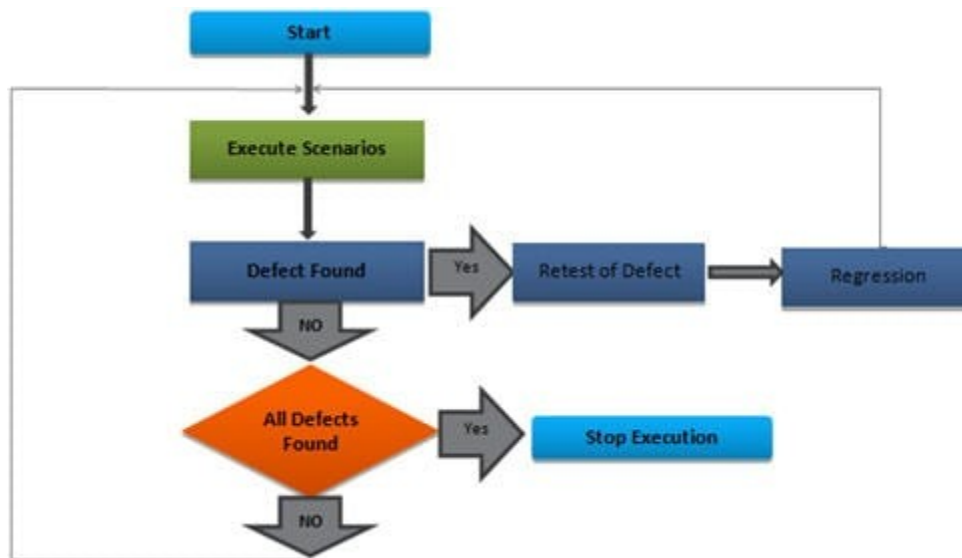 Start
Execute Scenarios
Defect Found
Yes
Retest of Defect
Regression
NO
All Defects
Found
Yes
Stop Execution
NO